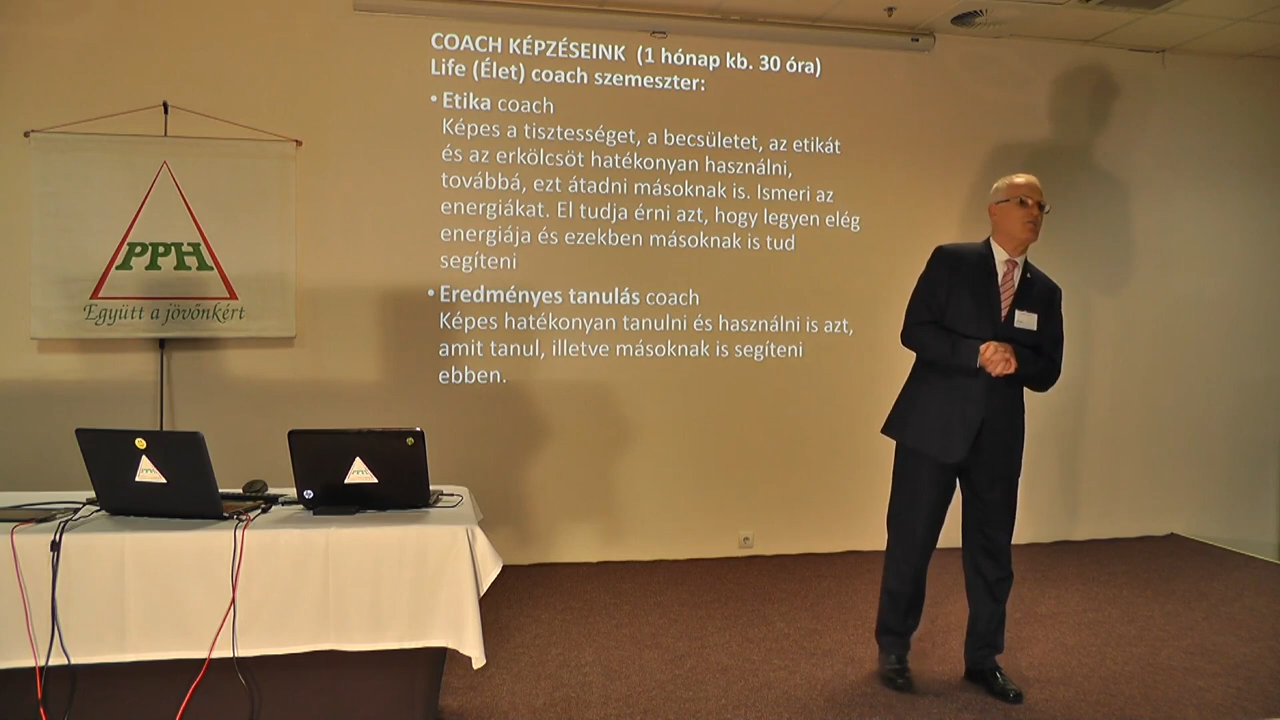 COACH KÉPZÉSEINK (1 hónap kb. 30 óra)
Life (Élet) coach szemeszter:
• Etika coach
Képes a tisztességet, a becsületet, az etikát
és az erkölcsöt hatékonyan használni,
továbbá, ezt átadni másoknak is. Ismeri az
energiákat. El tudja érni azt, hogy legyen elég
energiája és ezekben másoknak is tud
segíteni
• Eredményes tanulás coach
Képes hatékonyan tanulni és használni is azt,
amit tanul, illetve másoknak is segíteni
ebben.
PPH
Együtt a jövőnkért
PPH
PPH
hp